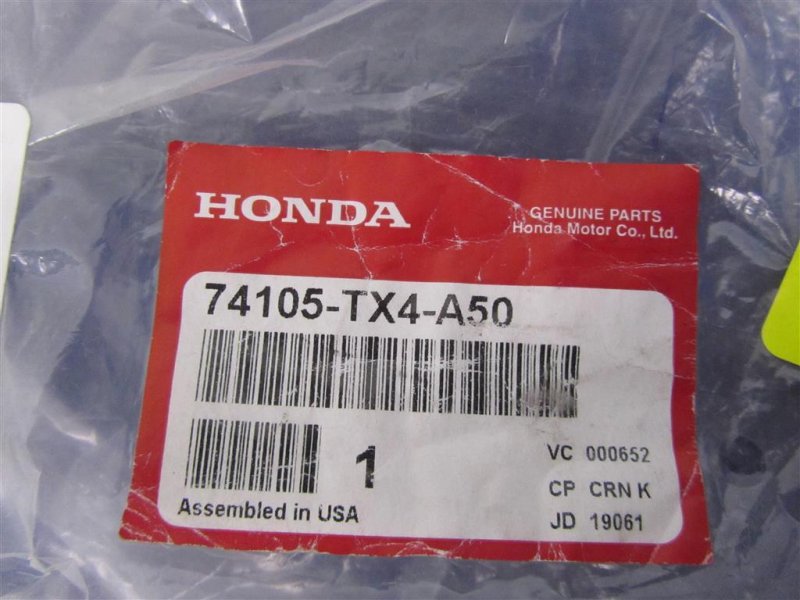 HONDA
GENUINE PARTS
Honda Motor Co., Ltd.
74105-TX4-A50
1
VC 000652
CP CRN K
JD 19061
Assembled in USA